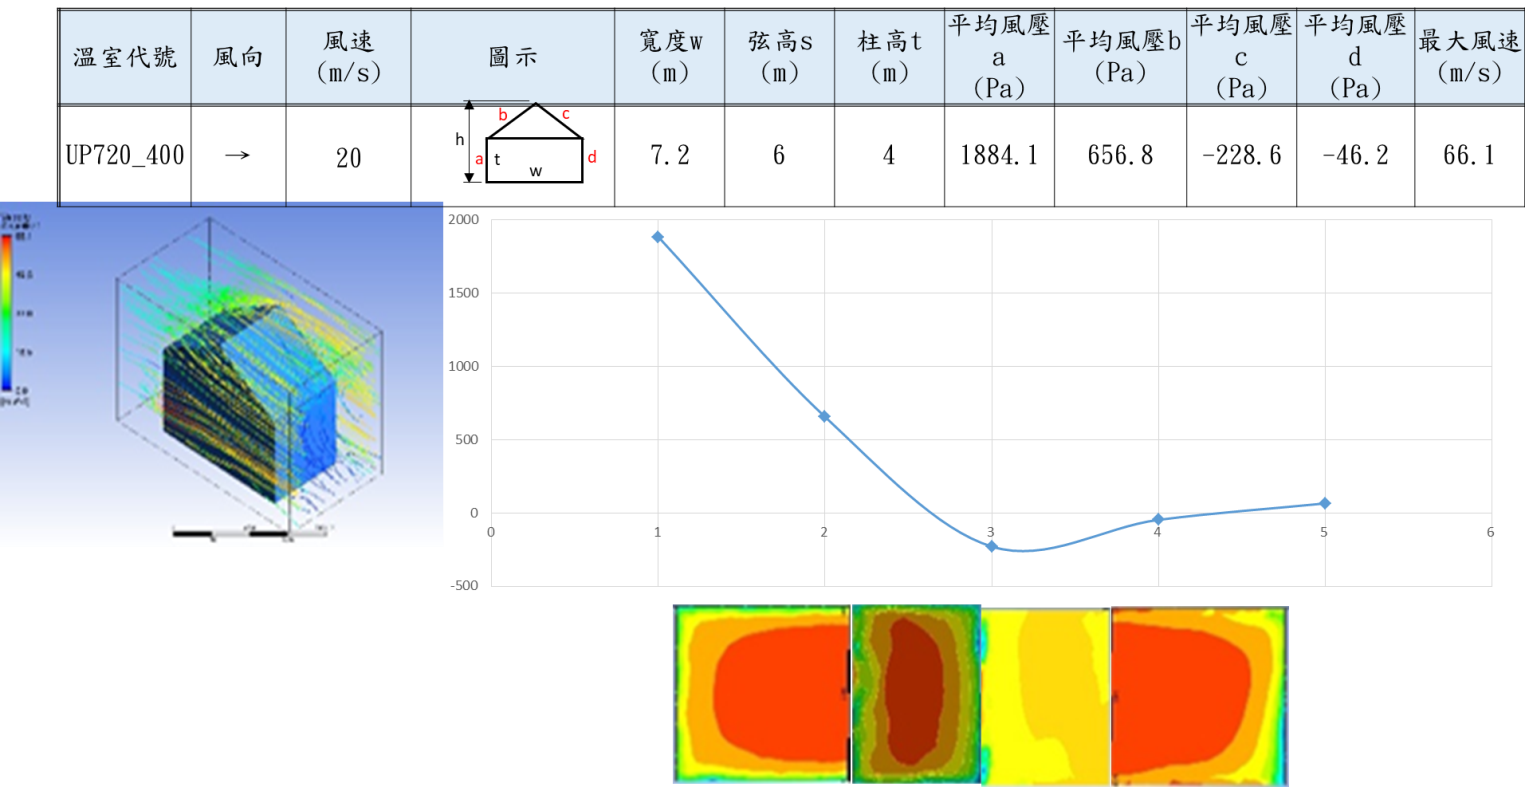 溫室代號
風向
風速
(m/s)
圖示
寬度w
(m)
弦高s
(m)
柱高t
(m)
平均風壓
a
(Pa)
平均風壓b
(Pa)
平均風壓
c
(Pa)
平均風壓
d
(Pa)
最大風速
(m/s)
UP720_400
→
20
b
c
h
a
t
d
w
7.2
6
4
1884.1
656.8
-228.6
-46.2
66.1
2000
1500
1000
500
0
-500
0
1
2
3
4
5
6